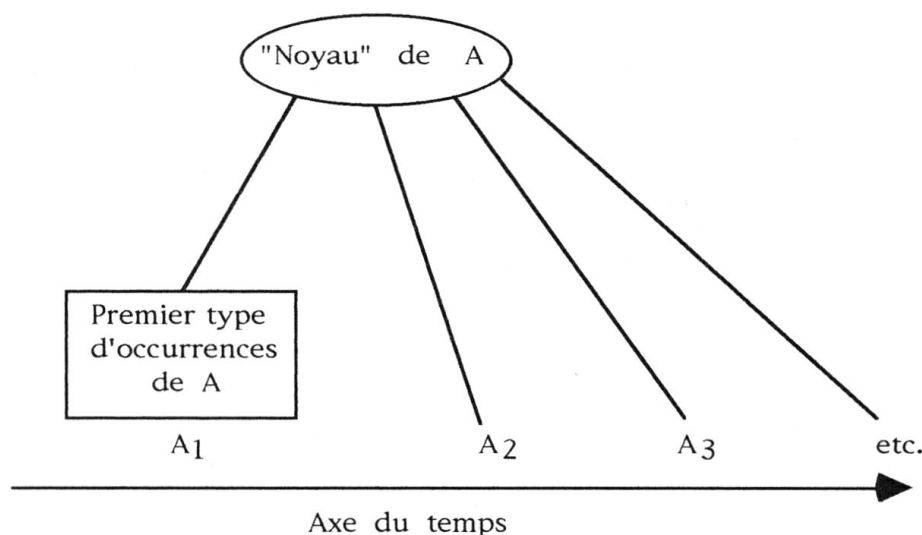 "Noyau" de A
Premier type
d'occurrences
de A
A1 A2 A3 etc.
Axe du temps